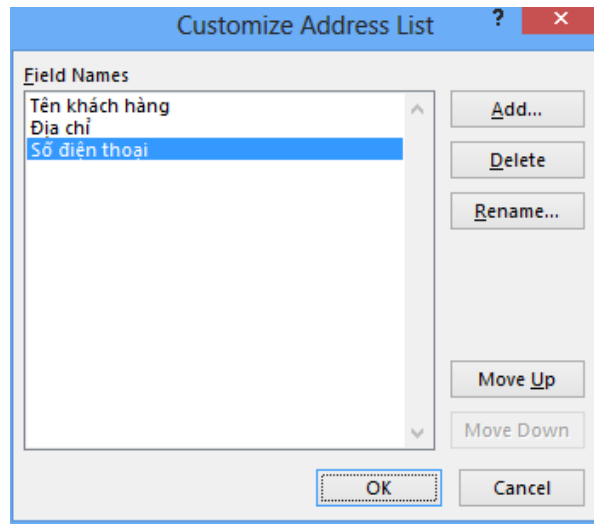 Customize Address List
?
Field Names
Tên khách hàng
Địa chỉ
Số điện thoại
Add...
Delete
Rename...
Move Up
Move Down
OK
Cancel